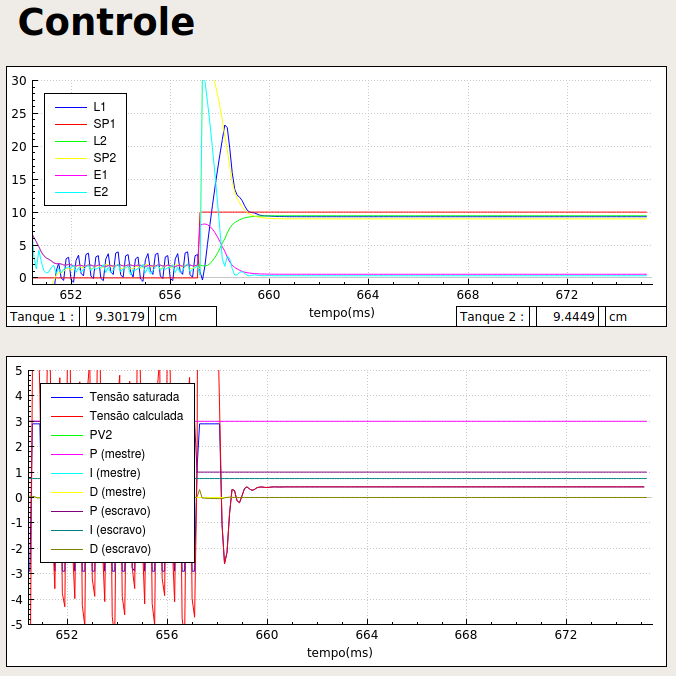 Controle
30
25
20
15
10
5
0
L1
SP1
L2
SP2
E1
E2
652 656 660 664 668 672
tempo(ms)
Tanque 1 : 9.30179 cm
Tanque 2 : 9.4449 cm
5
4
3
2
1
0
-1
-2
-3
-4
-5
Tensão saturada
Tensão calculada
PV2
P (mestre)
I (mestre)
D (mestre)
P (escravo)
I (escravo)
D (escravo)
652 656 660 664 668 672
tempo(ms)